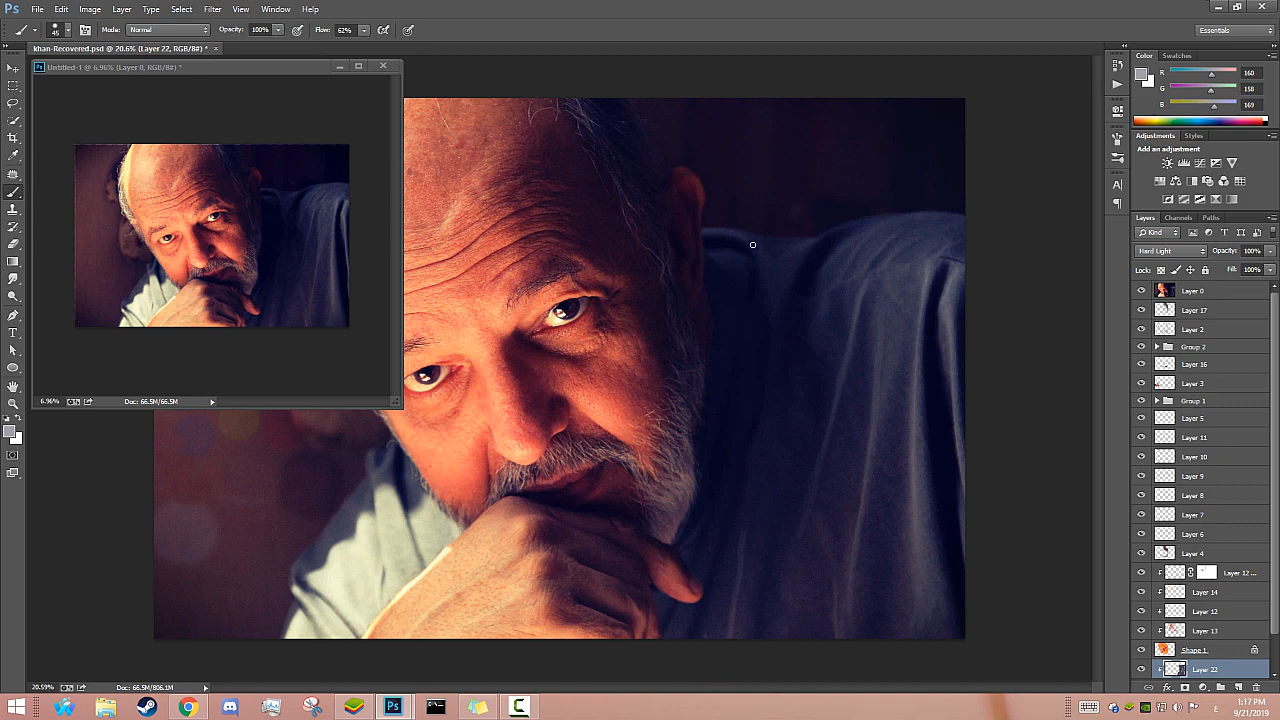 Ps File Edit Image Layer Type Select Filter View Window Help
45 Mode: Normal Opacity: 100% Flow: 62% Essentials
khan-Recovered.psd @ 20.6% (Layer 22, RGB/8#) * ×
Ps Untitled-1 @ 6.96% (Layer 0, RGB/8#) *
6.96% Doc: 66.5M/66.5M
20.59% Doc: 66.5M/806.1M
Color Swatches
R 160
G 158
B 169
Adjustments Styles
Add an adjustment
Layers Channels Paths
Kind
Hard Light Opacity: 100%
Lock: Fill: 100%
Layer 0
Layer 17
Layer 2
Group 2
Layer 16
Layer 3
Group 1
Layer 5
Layer 11
Layer 10
Layer 9
Layer 8
Layer 7
Layer 6
Layer 4
Layer 12 ...
Layer 14
Layer 12
Layer 13
Shape 1
Layer 22
Ps
1:17 PM
9/21/2019